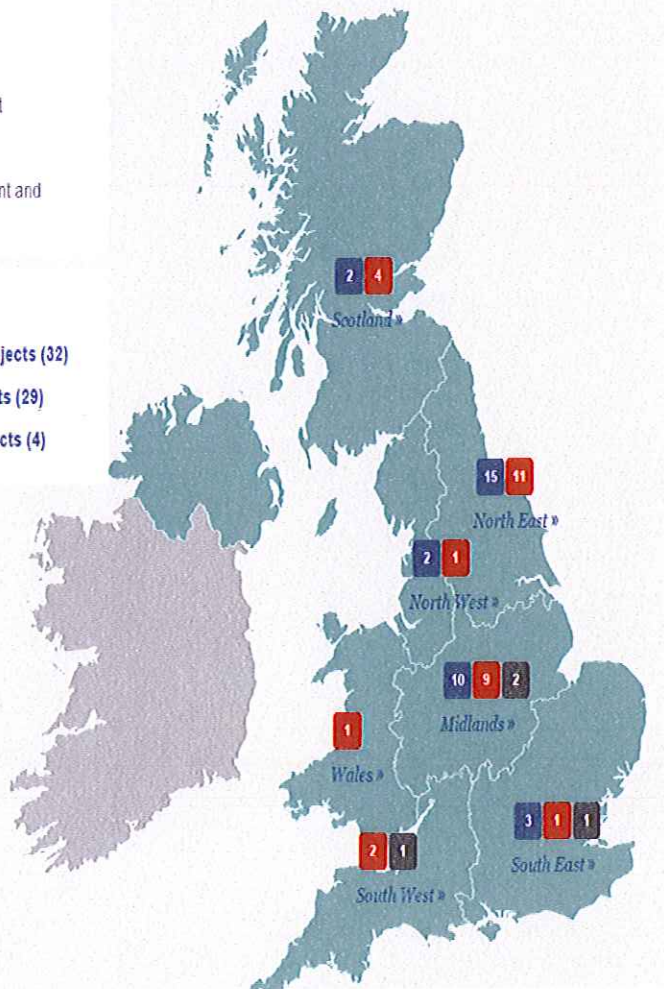 t
nt and
2 4
Scotland »
jects (32)
ts (29)
cts (4)
15 11
North East »
2 1
North West »
10 9 2
Midlands »
1
Wales »
3 1 1
South East »
2 1
South West »